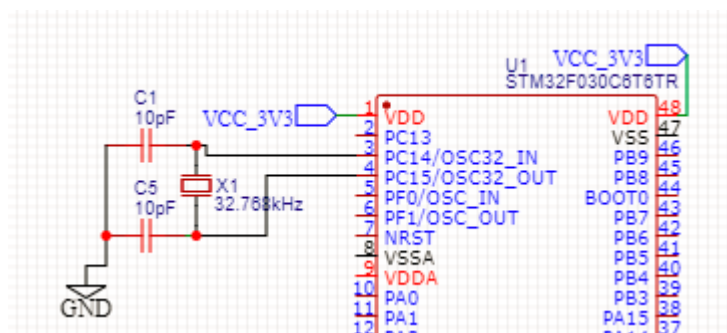 VCC_3V3
U1
STM32F030C6T6TR
C1
10pF
VCC_3V3
1
VDD
VDD
48
2
PC13
VSS
47
3
PC14/OSC32_IN
PB9
46
4
PC15/OSC32_OUT
PB8
45
5
PF0/OSC_IN
BOOT0
44
6
PF1/OSC_OUT
PB7
43
7
NRST
PB6
42
8
VSSA
PB5
41
9
VDDA
PB4
40
10
PA0
PB3
39
11
PA1
PA15
38
12
37
C5
10pF
X1
32.768kHz
GND